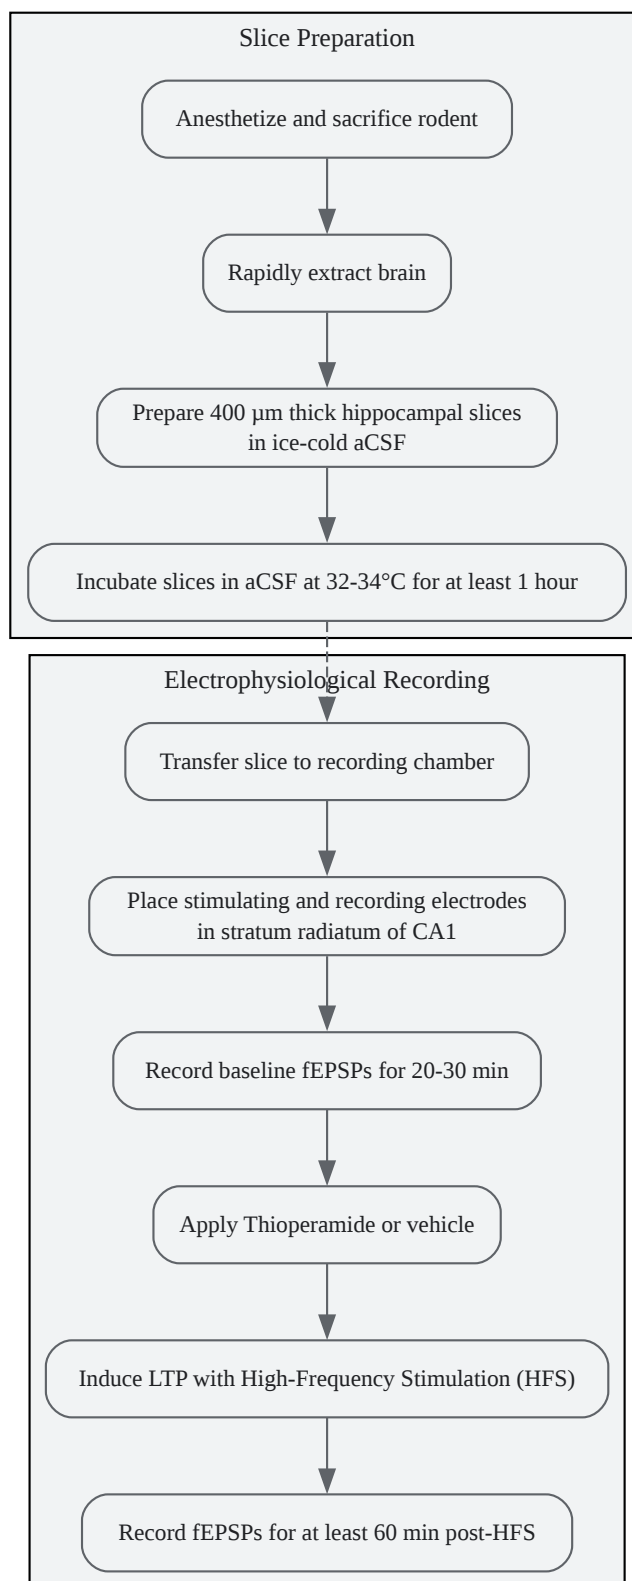 Slice Preparation
Anesthetize and sacrifice rodent
Rapidly extract brain
Prepare 400 µm thick hippocampal slices
in ice-cold aCSF
Incubate slices in aCSF at 32-34°C for at least 1 hour
Electrophysiological Recording
Transfer slice to recording chamber
Place stimulating and recording electrodes
in stratum radiatum of CA1
Record baseline fEPSPs for 20-30 min
Apply Thioperamide or vehicle
Induce LTP with High-Frequency Stimulation (HFS)
Record fEPSPs for at least 60 min post-HFS